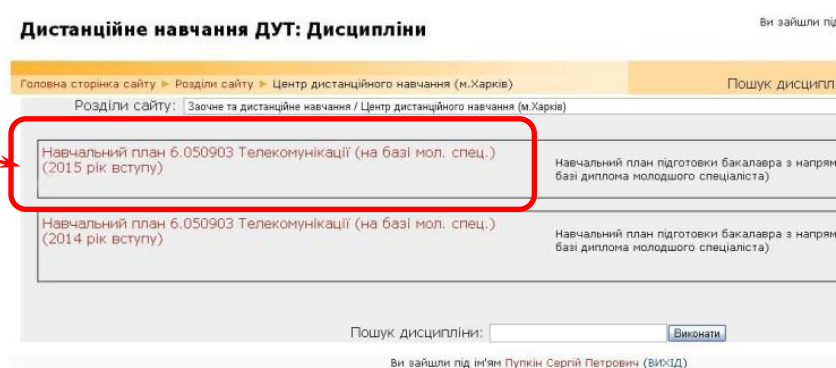 Дистанційне навчання ДУТ: Дисципліни
Ви зайшли під
Головна сторінка сайту ► Розділи сайту ► Центр дистанційного навчання (м.Харків)
Пошук дисципл
Розділи сайту: Заочне та дистанційне навчання / Центр дистанційного навчання (м.Харків)
Навчальний план 6.050903 Телекомунікації (на базі мол. спец.)
(2015 рік вступу)
Навчальний план підготовки бакалавра з напрям
базі диплома молодшого спеціаліста)
Навчальний план 6.050903 Телекомунікації (на базі мол. спец.)
(2014 рік вступу)
Навчальний план підготовки бакалавра з напрям
базі диплома молодшого спеціаліста)
Пошук дисципліни: Виконати
Ви зайшли під ім'ям Пупкін Сергій Петрович (ВИХІД)